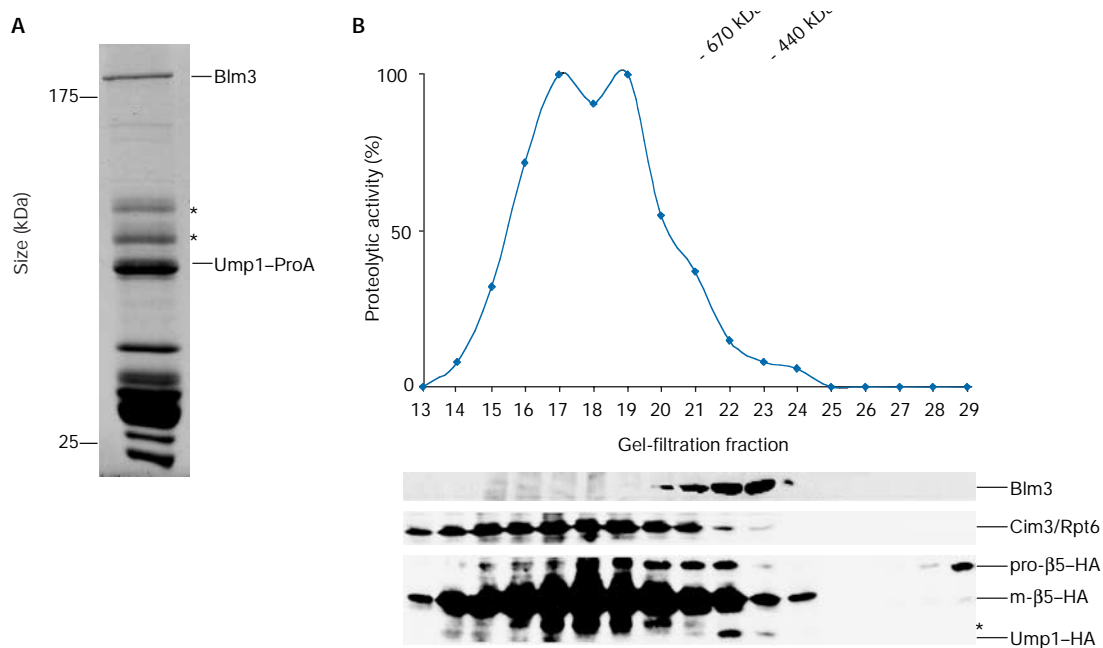 A
B
- 670 kDa
- 440 kDa
Blm3
175
*
*
Ump1–ProA
25
Size (kDa)
Proteolytic activity (%)
100
50
0
13 14 15 16 17 18 19 20 21 22 23 24 25 26 27 28 29
Gel-filtration fraction
Blm3
Cim3/Rpt6
pro-β5–HA
m-β5–HA
*
Ump1–HA